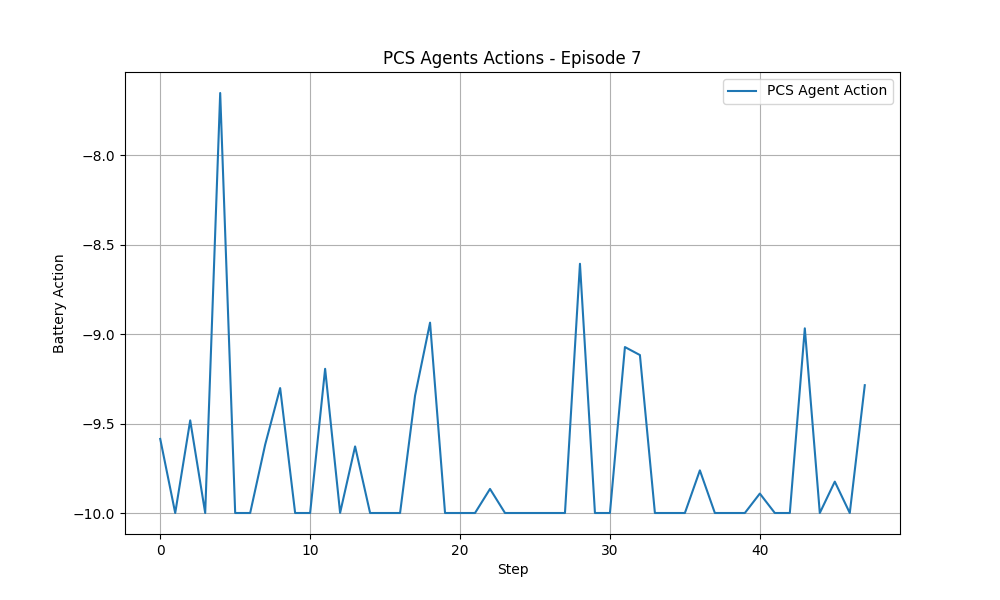 PCS Agents Actions - Episode 7
PCS Agent Action
Battery Action
−8.0
−8.5
−9.0
−9.5
−10.0
0 10 20 30 40
Step